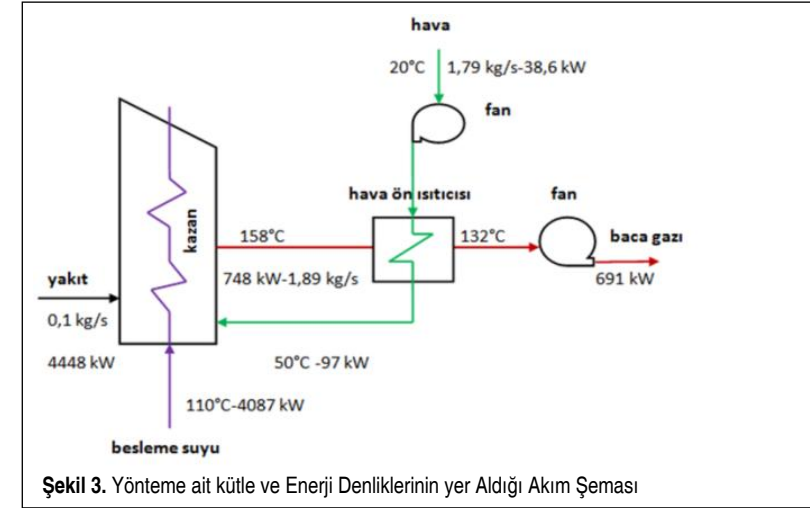 hava
20°C 1,79 kg/s-38,6 kW
fan
hava ön ısıtıcısı
fan
kazan
158°C
132°C
baca gazı
748 kW-1,89 kg/s
691 kW
yakıt
0,1 kg/s
4448 kW
50°C -97 kW
110°C-4087 kW
besleme suyu
Şekil 3. Yönteme ait kütle ve Enerji Denliklerinin yer Aldığı Akım Şeması